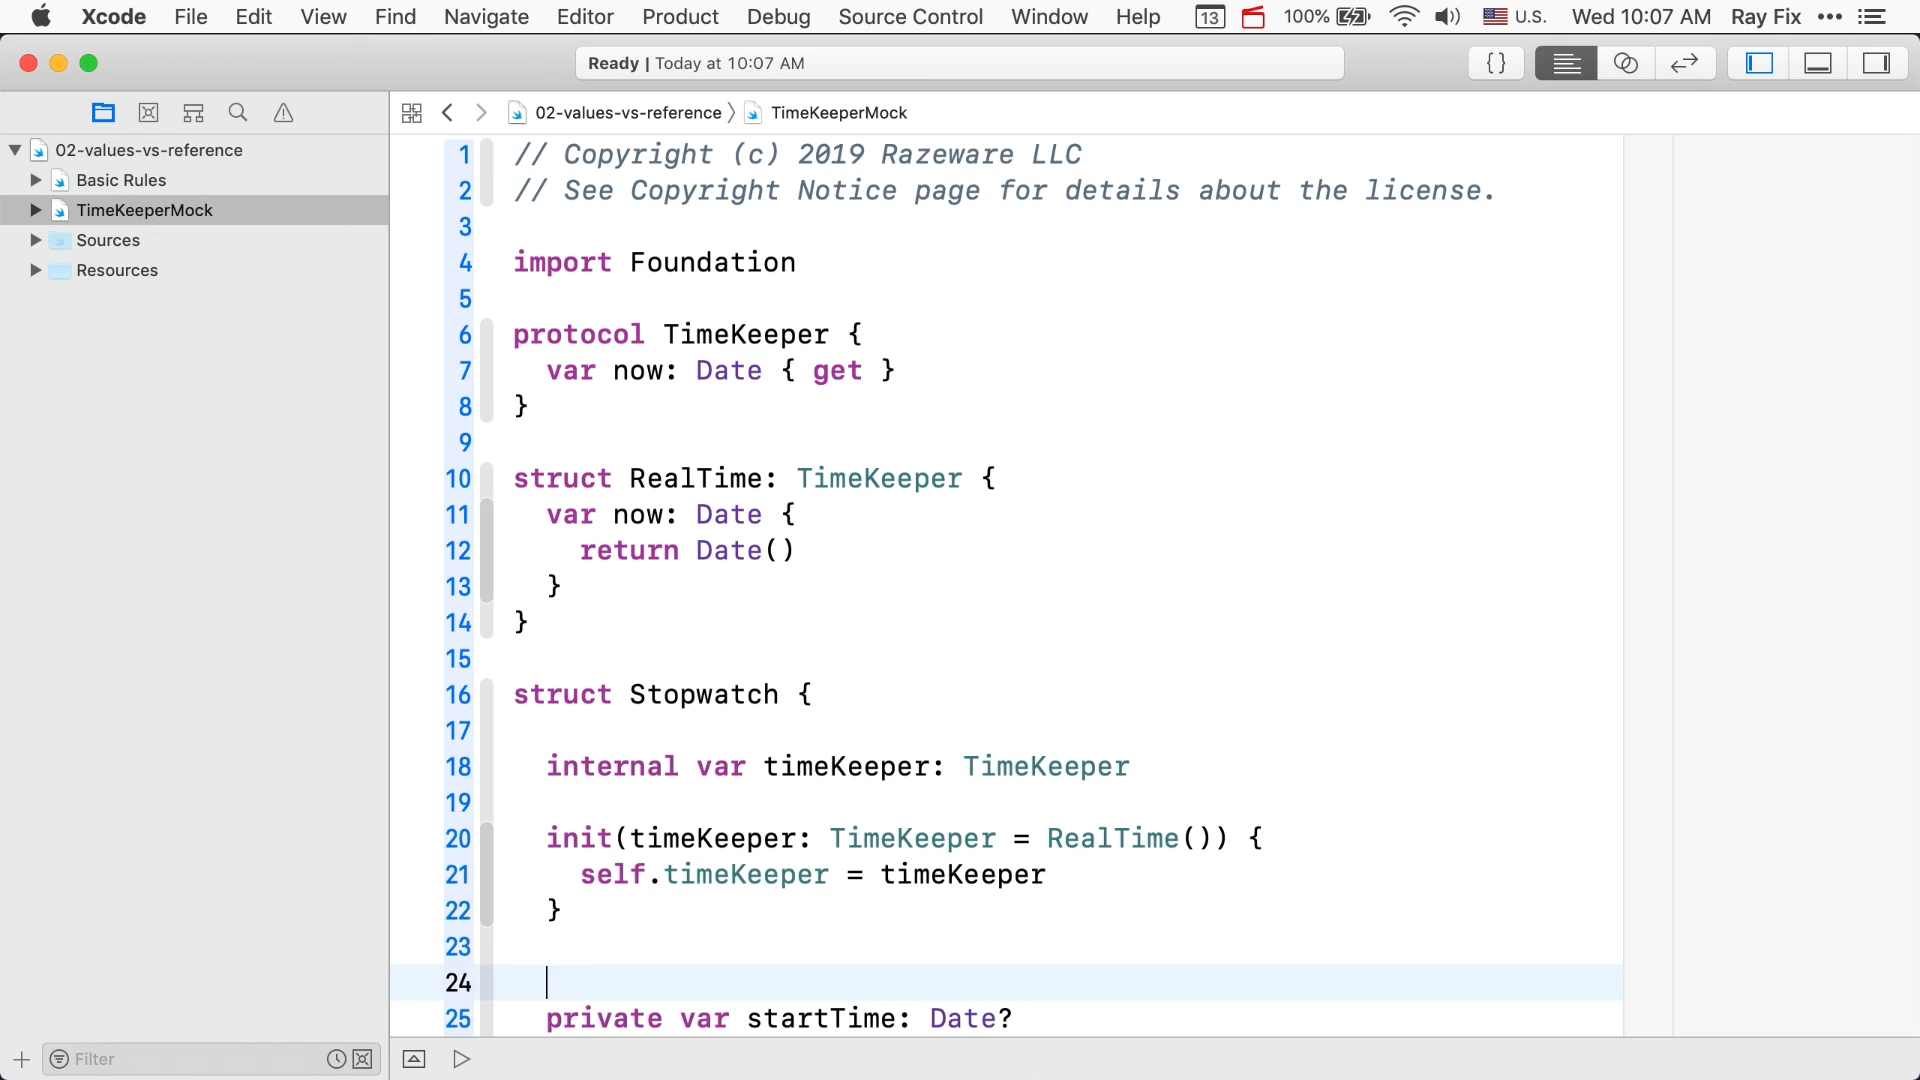 Xcode File Edit View Find Navigate Editor Product Debug Source Control Window Help 13 100% U.S. Wed 10:07 AM Ray Fix
Ready | Today at 10:07 AM
02-values-vs-reference 〉 TimeKeeperMock
02-values-vs-reference
Basic Rules
TimeKeeperMock
Sources
Resources
1 // Copyright (c) 2019 Razeware LLC
2 // See Copyright Notice page for details about the license.
3
4 import Foundation
5
6 protocol TimeKeeper {
7   var now: Date { get }
8 }
9
10 struct RealTime: TimeKeeper {
11   var now: Date {
12     return Date()
13   }
14 }
15
16 struct Stopwatch {
17
18   internal var timeKeeper: TimeKeeper
19
20   init(timeKeeper: TimeKeeper = RealTime()) {
21     self.timeKeeper = timeKeeper
22   }
23
24
25   private var startTime: Date?
Filter